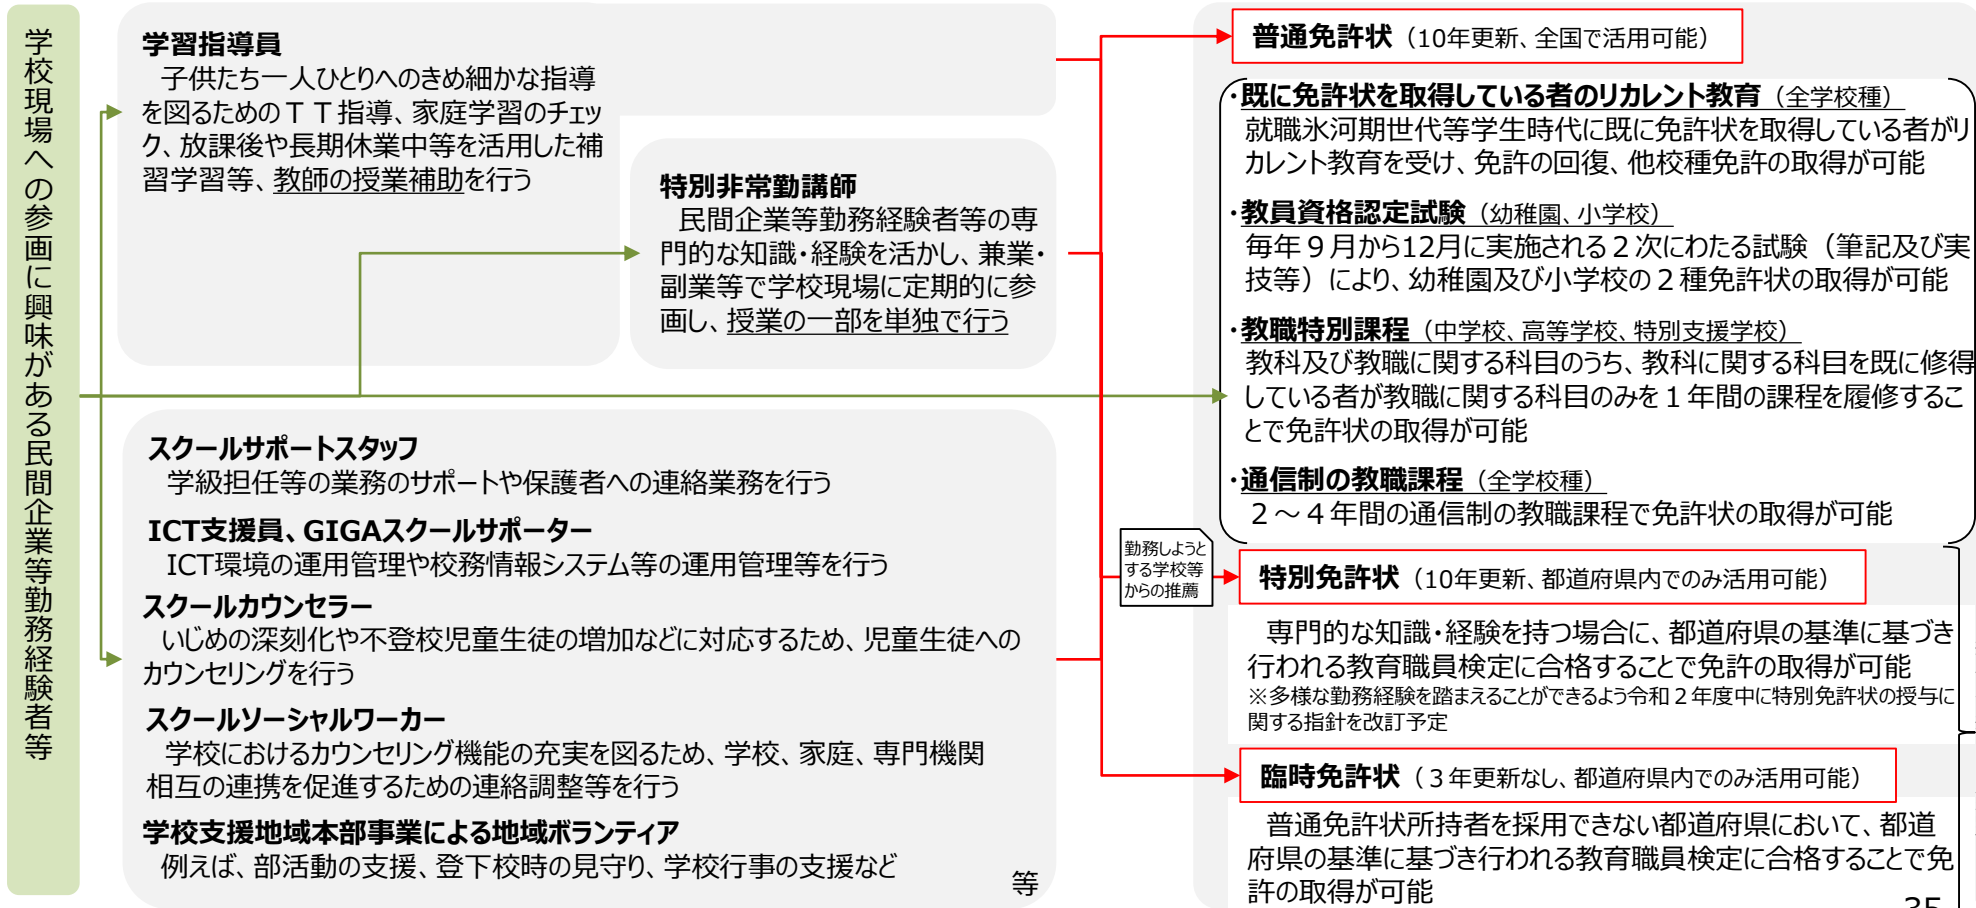 学校現場への参画に興味がある民間企業等勤務経験者等
学習指導員
子供たち一人ひとりへのきめ細かな指導
を図るためのＴＴ指導、家庭学習のチェッ
ク、放課後や長期休業中等を活用した補
習学習等、教師の授業補助を行う
特別非常勤講師
民間企業等勤務経験者等の専
門的な知識・経験を活かし、兼業・
副業等で学校現場に定期的に参
画し、授業の一部を単独で行う
スクールサポートスタッフ
学級担任等の業務のサポートや保護者への連絡業務を行う
ICT支援員、GIGAスクールサポーター
ICT環境の運用管理や校務情報システム等の運用管理等を行う
スクールカウンセラー
いじめの深刻化や不登校児童生徒の増加などに対応するため、児童生徒への
カウンセリングを行う
スクールソーシャルワーカー
学校におけるカウンセリング機能の充実を図るため、学校、家庭、専門機関
相互の連携を促進するための連絡調整等を行う
学校支援地域本部事業による地域ボランティア
例えば、部活動の支援、登下校時の見守り、学校行事の支援など
等
勤務しようと
する学校等
からの推薦
普通免許状（10年更新、全国で活用可能）
・既に免許状を取得している者のリカレント教育（全学校種）
就職氷河期世代等学生時代に既に免許状を取得している者がリ
カレント教育を受け、免許の回復、他校種免許の取得が可能
・教員資格認定試験（幼稚園、小学校）
毎年９月から12月に実施される２次にわたる試験（筆記及び実
技等）により、幼稚園及び小学校の２種免許状の取得が可能
・教職特別課程（中学校、高等学校、特別支援学校）
教科及び教職に関する科目のうち、教科に関する科目を既に修得
している者が教職に関する科目のみを１年間の課程を履修するこ
とで免許状の取得が可能
・通信制の教職課程（全学校種）
２～４年間の通信制の教職課程で免許状の取得が可能
特別免許状（10年更新、都道府県内でのみ活用可能）
専門的な知識・経験を持つ場合に、都道府県の基準に基づき
行われる教育職員検定に合格することで免許の取得が可能
※多様な勤務経験を踏まえることができるよう令和２年度中に特別免許状の授与に
関する指針を改訂予定
臨時免許状（３年更新なし、都道府県内でのみ活用可能）
普通免許状所持者を採用できない都道府県において、都道
府県の基準に基づき行われる教育職員検定に合格することで免
許の取得が可能